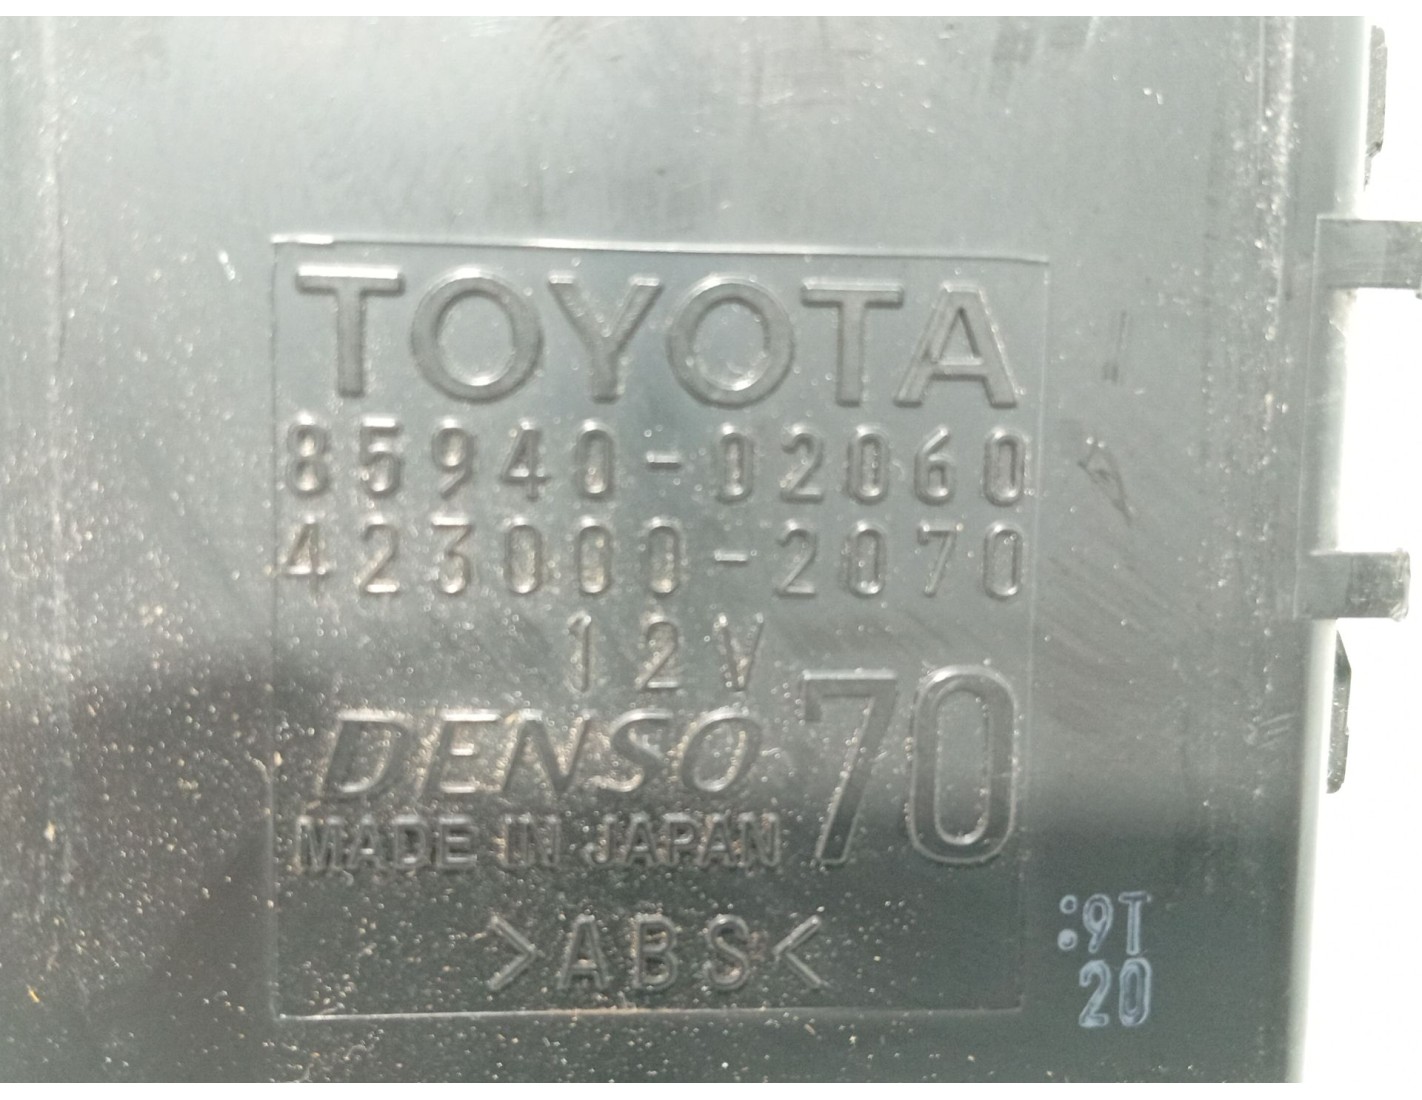 TOYOTA
85940-02060
423000-2070
12V
DENSO 70
MADE IN JAPAN
>ABS<
:9T
20